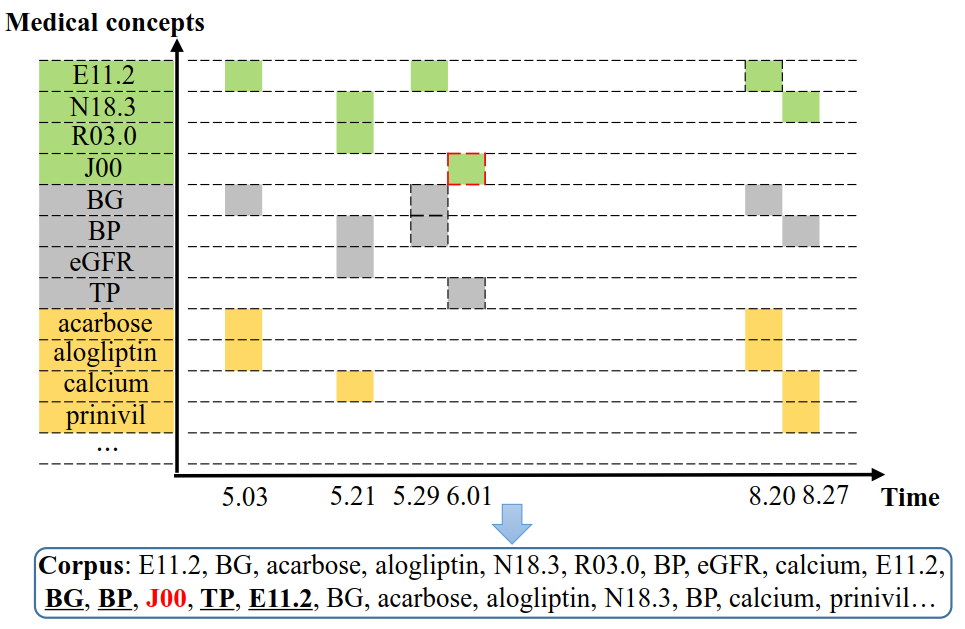 Medical concepts
E11.2
N18.3
R03.0
J00
BG
BP
eGFR
TP
acarbose
alogliptin
calcium
prinivil
...
5.03 5.21 5.29 6.01 8.20 8.27 Time
Corpus: E11.2, BG, acarbose, alogliptin, N18.3, R03.0, BP, eGFR, calcium, E11.2,
BG, BP, J00, TP, E11.2, BG, acarbose, alogliptin, N18.3, BP, calcium, prinivil...